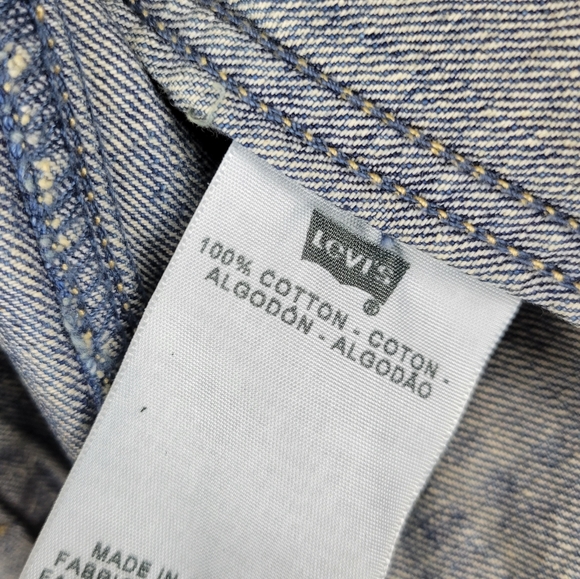 Levi's
®
100% COTTON - COTON -
ALGODÓN - ALGODÃO
MADE IN